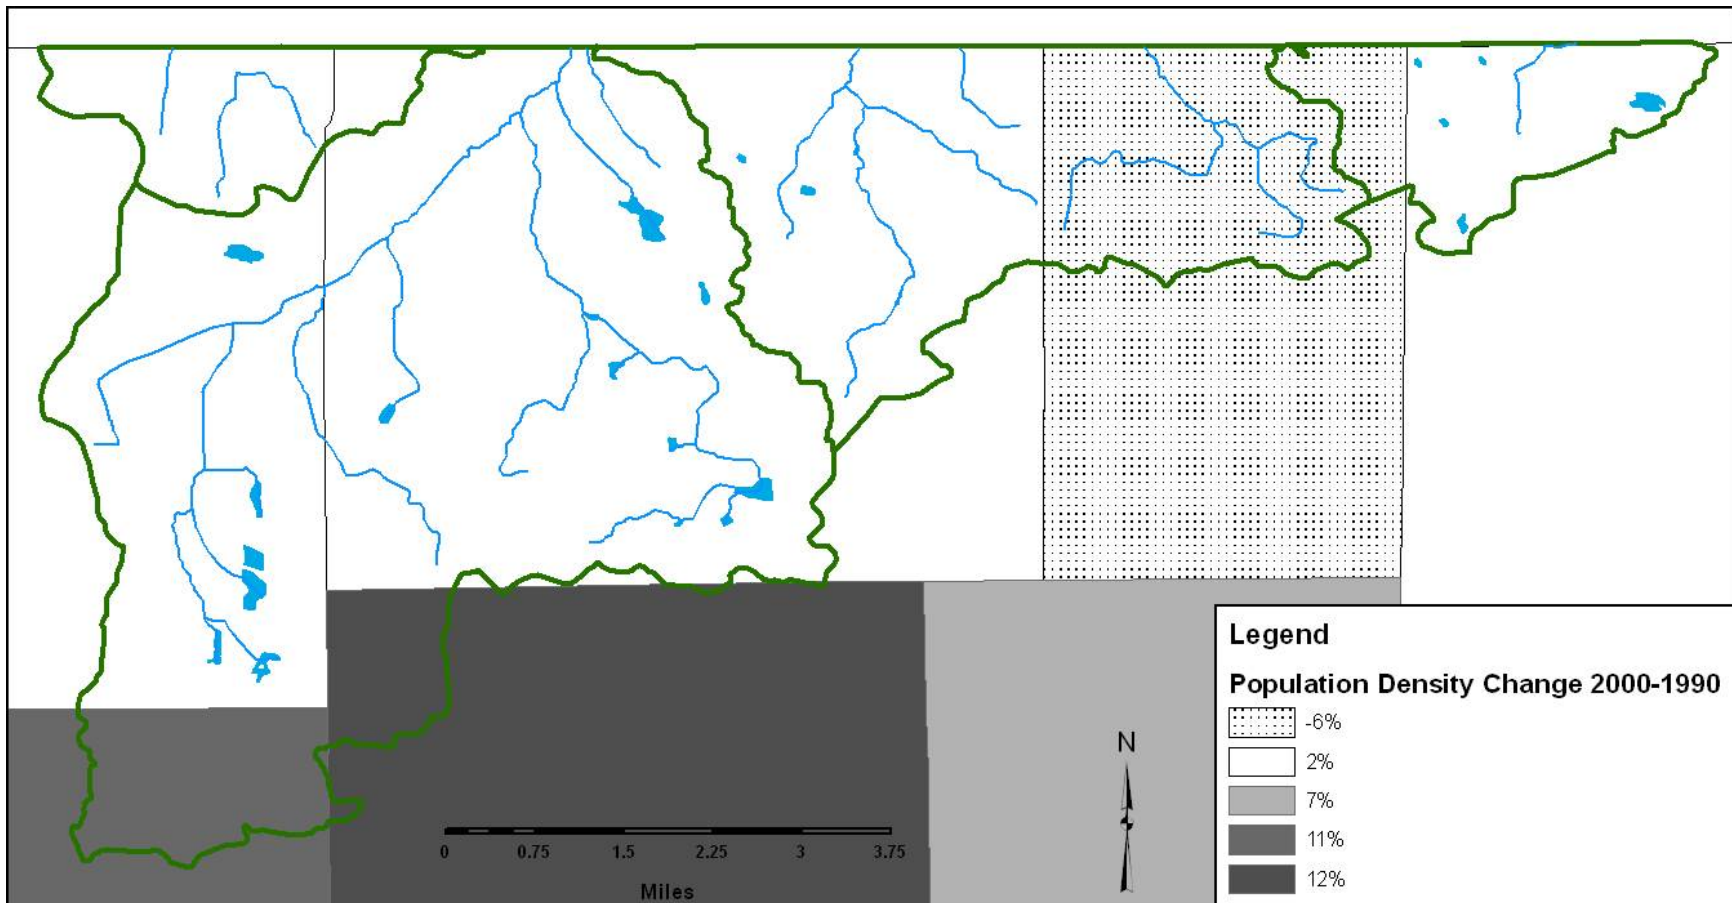 N
0 0.75 1.5 2.25 3 3.75
Miles
Legend
Population Density Change 2000-1990
-6%
2%
7%
11%
12%